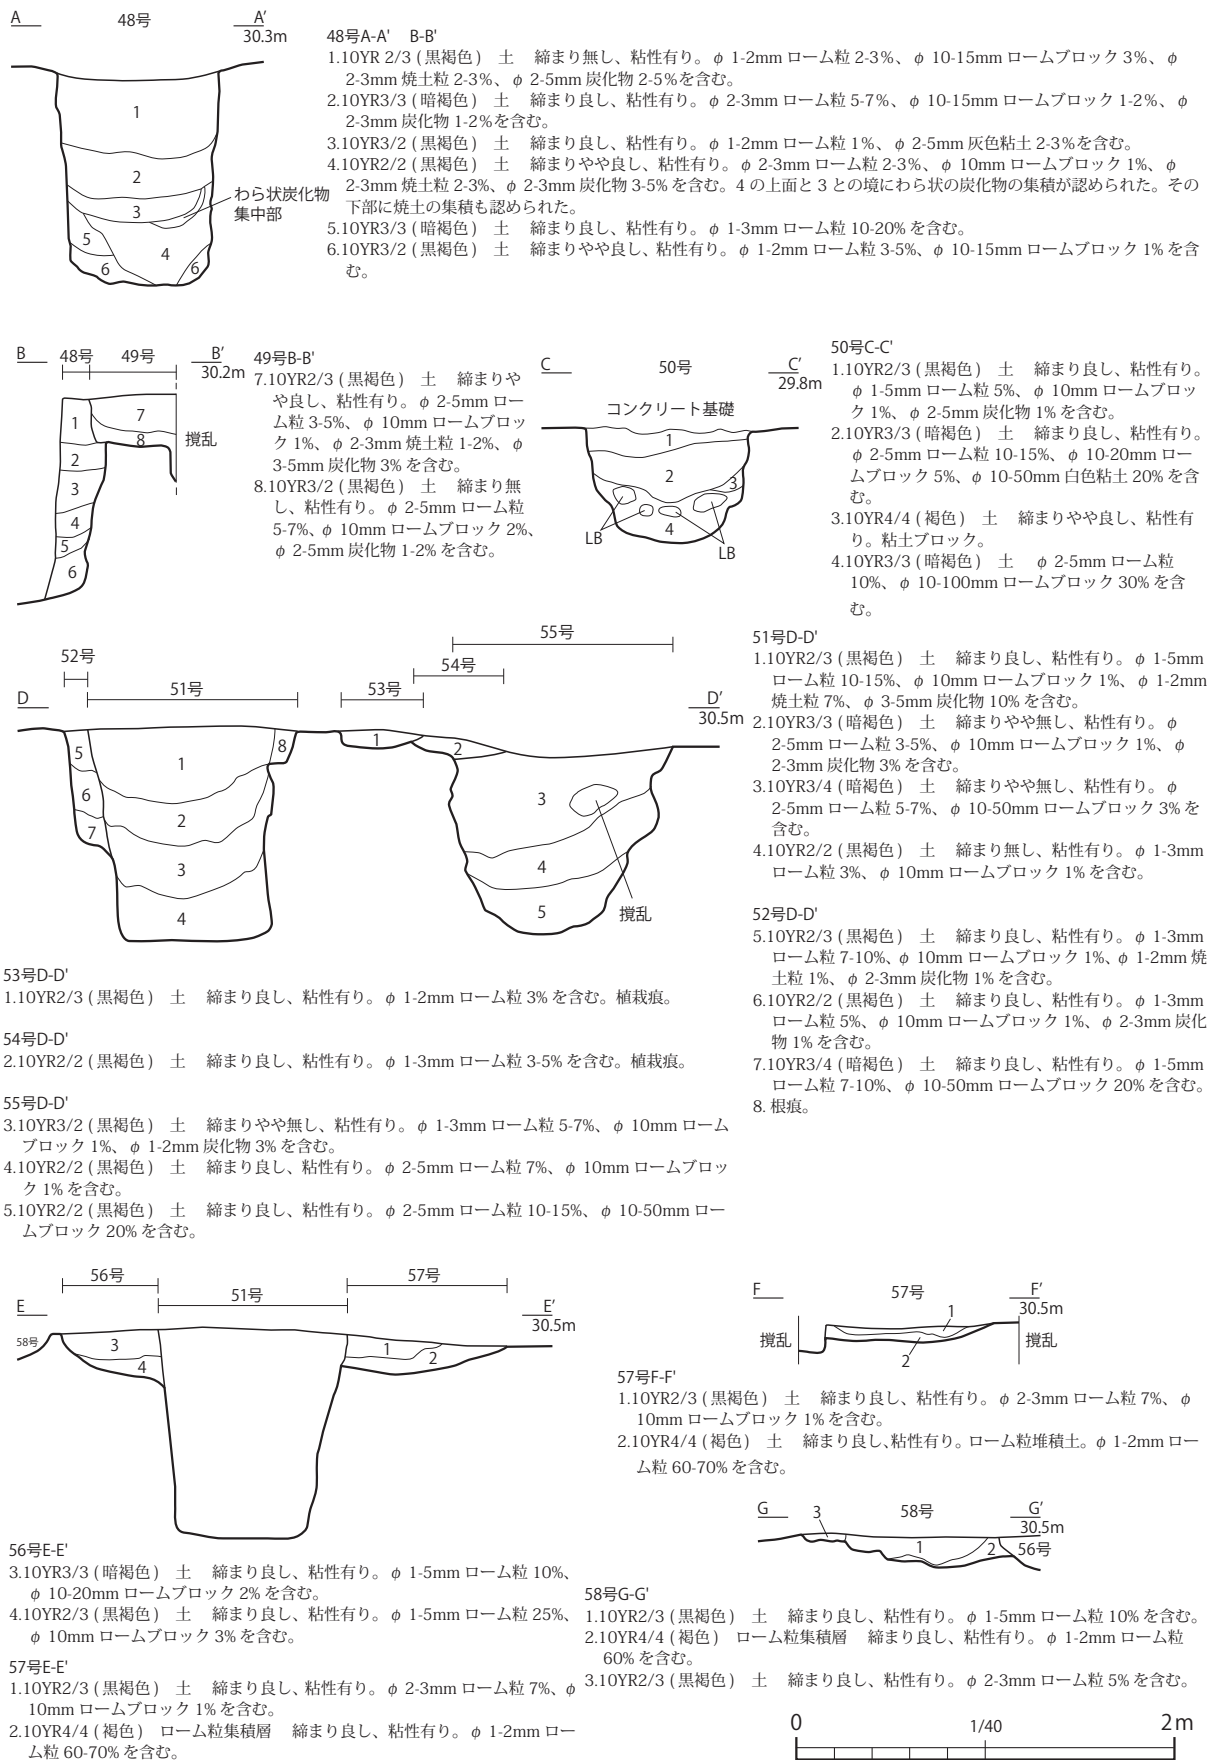 A 48号 A’
30.3m
1
2
3
わら状炭化物
集中部
5
4
6
6
48号A-A' B-B'
1.10YR 2/3 (黒褐色) 土 締まり無し、粘性有り。φ 1-2mm ローム粒 2-3%、φ 10-15mm ロームブロック 3%、φ
2-3mm 焼土粒 2-3%、φ 2-5mm 炭化物 2-5%を含む。
2.10YR3/3 (暗褐色) 土 締まり良し、粘性有り。φ 2-3mm ローム粒 5-7%、φ 10-15mm ロームブロック 1-2%、φ
2-3mm 炭化物 1-2%を含む。
3.10YR3/2 (黒褐色) 土 締まり良し、粘性有り。φ 1-2mm ローム粒 1%、φ 2-5mm 灰色粘土 2-3%を含む。
4.10YR2/2 (黒褐色) 土 締まりやや良し、粘性有り。φ 2-3mm ローム粒 2-3%、φ 10mm ロームブロック 1%、φ
2-3mm 焼土粒 2-3%、φ 2-3mm 炭化物 3-5% を含む。4 の上面と 3 との境にわら状の炭化物の集積が認められた。その
下部に焼土の集積も認められた。
5.10YR3/3 (暗褐色) 土 締まり良し、粘性有り。φ 1-3mm ローム粒 10-20% を含む。
6.10YR3/2 (黒褐色) 土 締まりやや良し、粘性有り。φ 1-2mm ローム粒 3-5%、φ 10-15mm ロームブロック 1% を含
む。
B 48号 49号 B’
30.2m
1
7
8
撹乱
2
3
4
5
6
49号B-B'
7.10YR2/3 (黒褐色) 土 締まりや
や良し、粘性有り。φ 2-5mm ロー
ム粒 3-5%、φ 10mm ロームブロッ
ク 1%、φ 2-3mm 焼土粒 1-2%、φ
3-5mm 炭化物 3% を含む。
8.10YR3/2 (黒褐色) 土 締まり無
し、粘性有り。φ 2-5mm ローム粒
5-7%、φ 10mm ロームブロック 2%、
φ 2-5mm 炭化物 1-2% を含む。
C 50号 C’
29.8m
コンクリート基礎
1
2
3
4
LB
LB
50号C-C'
1.10YR2/3 (黒褐色) 土 締まり良し、粘性有り。
φ 1-5mm ローム粒 5%、φ 10mm ロームブロッ
ク 1%、φ 2-5mm 炭化物 1% を含む。
2.10YR3/3 (暗褐色) 土 締まり良し、粘性有り。
φ 2-5mm ローム粒 10-15%、φ 10-20mm ロー
ムブロック 5%、φ 10-50mm 白色粘土 20% を含
む。
3.10YR4/4 (褐色) 土 締まりやや良し、粘性有
り。粘土ブロック。
4.10YR3/3 (暗褐色) 土 φ 2-5mm ローム粒
10%、φ 10-100mm ロームブロック 30% を含
む。
55号
52号 54号
51号 53号
D D’
30.5m
5
6
7
1
8
2
3
4
1
2
3
4
5
撹乱
51号D-D'
1.10YR2/3 (黒褐色) 土 締まり良し、粘性有り。φ 1-5mm
ローム粒 10-15%、φ 10mm ロームブロック 1%、φ 1-2mm
焼土粒 7%、φ 3-5mm 炭化物 10% を含む。
2.10YR3/3 (暗褐色) 土 締まりやや無し、粘性有り。φ
2-5mm ローム粒 3-5%、φ 10mm ロームブロック 1%、φ
2-3mm 炭化物 3% を含む。
3.10YR3/4 (暗褐色) 土 締まりやや無し、粘性有り。φ
2-5mm ローム粒 5-7%、φ 10-50mm ロームブロック 3% を
含む。
4.10YR2/2 (黒褐色) 土 締まり無し、粘性有り。φ 1-3mm
ローム粒 3%、φ 10mm ロームブロック 1% を含む。
52号D-D'
5.10YR2/3 (黒褐色) 土 締まり良し、粘性有り。φ 1-3mm
ローム粒 7-10%、φ 10mm ロームブロック 1%、φ 1-2mm 焼
土粒 1%、φ 2-3mm 炭化物 1% を含む。
6.10YR2/2 (黒褐色) 土 締まり良し、粘性有り。φ 1-3mm
ローム粒 5%、φ 10mm ロームブロック 1%、φ 2-3mm 炭化
物 1% を含む。
7.10YR3/4 (暗褐色) 土 締まり良し、粘性有り。φ 1-5mm
ローム粒 7-10%、φ 10-50mm ロームブロック 20% を含む。
8. 根痕。
53号D-D'
1.10YR2/3 (黒褐色) 土 締まり良し、粘性有り。φ 1-2mm ローム粒 3% を含む。植栽痕。
54号D-D'
2.10YR2/2 (黒褐色) 土 締まり良し、粘性有り。φ 1-3mm ローム粒 3-5% を含む。植栽痕。
55号D-D'
3.10YR3/2 (黒褐色) 土 締まりやや無し、粘性有り。φ 1-3mm ローム粒 5-7%、φ 10mm ローム
ブロック 1%、φ 1-2mm 炭化物 3% を含む。
4.10YR2/2 (黒褐色) 土 締まり良し、粘性有り。φ 2-5mm ローム粒 7%、φ 10mm ロームブロッ
ク 1% を含む。
5.10YR2/2 (黒褐色) 土 締まり良し、粘性有り。φ 2-5mm ローム粒 10-15%、φ 10-50mm ロー
ムブロック 20% を含む。
56号 57号
51号
E E’
30.5m
58号
3
4
1
2
F 57号 F’
30.5m
1
撹乱
撹乱
2
57号F-F'
1.10YR2/3 (黒褐色) 土 締まり良し、粘性有り。φ 2-3mm ローム粒 7%、φ
10mm ロームブロック 1% を含む。
2.10YR4/4 (褐色) 土 締まり良し、粘性有り。ローム粒堆積土。φ 1-2mm ロー
ム粒 60-70% を含む。
G 3 58号 G’
30.5m
1
2
56号
56号E-E'
3.10YR3/3 (暗褐色) 土 締まり良し、粘性有り。φ 1-5mm ローム粒 10%、
φ 10-20mm ロームブロック 2% を含む。
4.10YR2/3 (黒褐色) 土 締まり良し、粘性有り。φ 1-5mm ローム粒 25%、
φ 10mm ロームブロック 3% を含む。
57号E-E'
1.10YR2/3 (黒褐色) 土 締まり良し、粘性有り。φ 2-3mm ローム粒 7%、φ
10mm ロームブロック 1% を含む。
2.10YR4/4 (褐色) ローム粒集積層 締まり良し、粘性有り。φ 1-2mm ロー
ム粒 60-70% を含む。
58号G-G'
1.10YR2/3 (黒褐色) 土 締まり良し、粘性有り。φ 1-5mm ローム粒 10% を含む。
2.10YR4/4 (褐色) ローム粒集積層 締まり良し、粘性有り。φ 1-2mm ローム粒
60% を含む。
3.10YR2/3 (黒褐色) 土 締まり良し、粘性有り。φ 2-3mm ローム粒 5% を含む。
0 1/40 2m